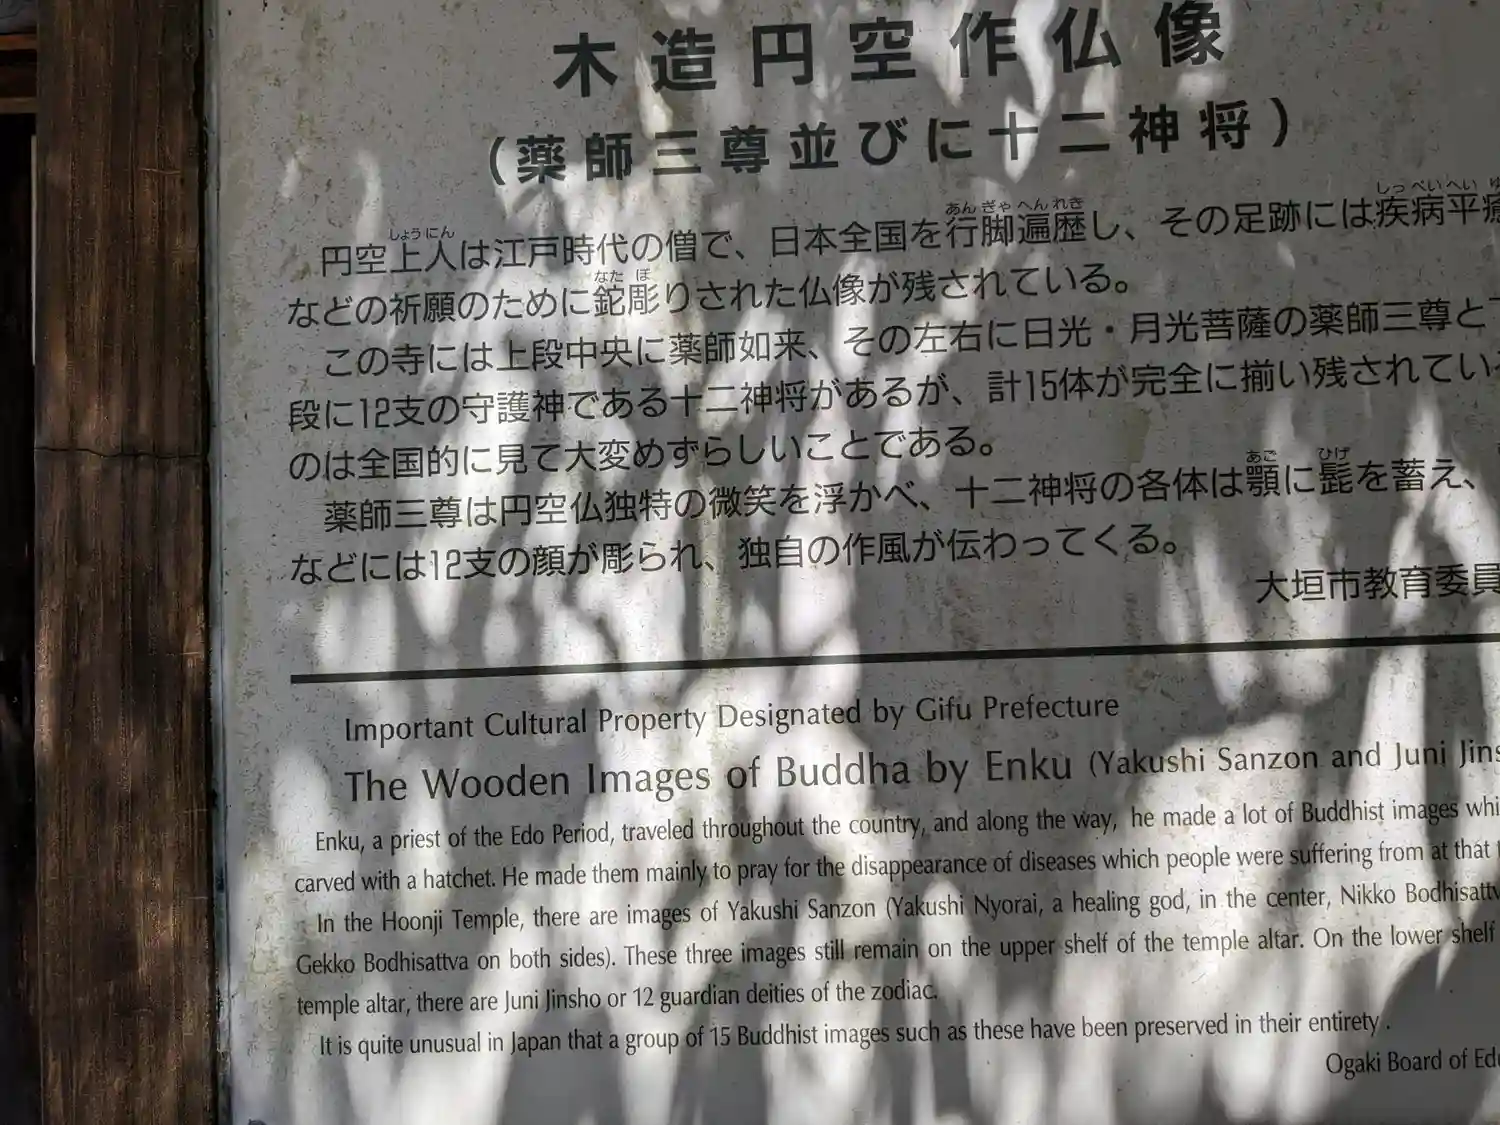 木造円空作仏像
（薬師三尊並びに十二神将）
しょうにん あんぎゃへんれき しっぺいへい
円空上人は江戸時代の僧で、日本全国を行脚遍歴し、その足跡には疾病平癒
なた ぼ
などの祈願のために鉈彫りされた仏像が残されている。
この寺には上段中央に薬師如来、その左右に日光・月光菩薩の薬師三尊と
段に12支の守護神である十二神将があるが、計15体が完全に揃い残されてい
のは全国的に見て大変めずらしいことである。
あご ひげ
薬師三尊は円空仏独特の微笑を浮かべ、十二神将の各体は顎に髭を蓄え、
などには12支の顔が彫られ、独自の作風が伝わってくる。
大垣市教育委員
Important Cultural Property Designated by Gifu Prefecture
The Wooden Images of Buddha by Enku (Yakushi Sanzon and Juni Jins
Enku, a priest of the Edo Period, traveled throughout the country, and along the way, he made a lot of Buddhist images whi
carved with a hatchet. He made them mainly to pray for the disappearance of diseases which people were suffering from at that
In the Hoonji Temple, there are images of Yakushi Sanzon (Yakushi Nyorai, a healing god, in the center, Nikko Bodhisattv
Gekko Bodhisattva on both sides). These three images still remain on the upper shelf of the temple altar. On the lower shelf
temple altar, there are Juni Jinsho or 12 guardian deities of the zodiac.
It is quite unusual in Japan that a group of 15 Buddhist images such as these have been preserved in their entirety .
Ogaki Board of Edu